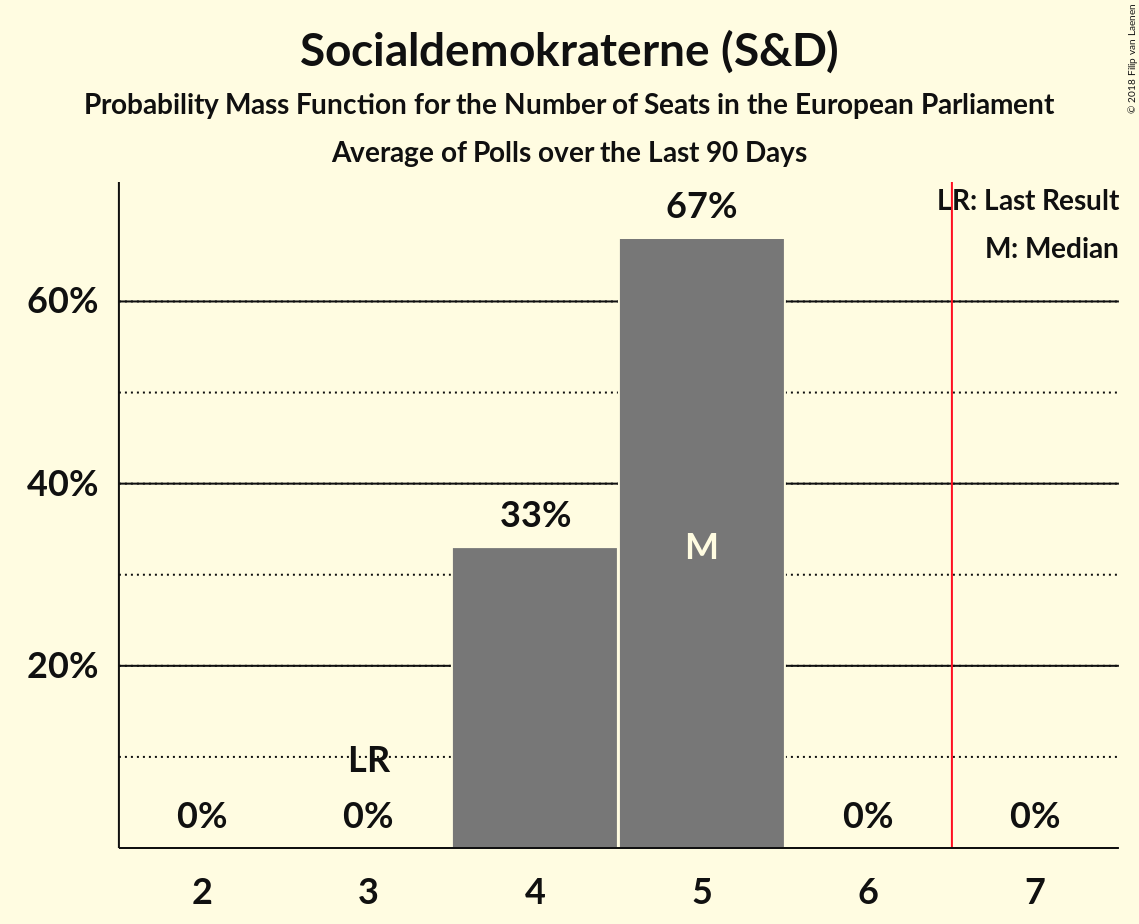 Socialdemokraterne (S&D)
Probability Mass Function for the Number of Seats in the European Parliament
Average of Polls over the Last 90 Days
© 2018 Filip van Laenen
LR: Last Result
M: Median
67%
60%
40%
33%
M
20%
LR
0%
0%
0%
0%
2
3
4
5
6
7